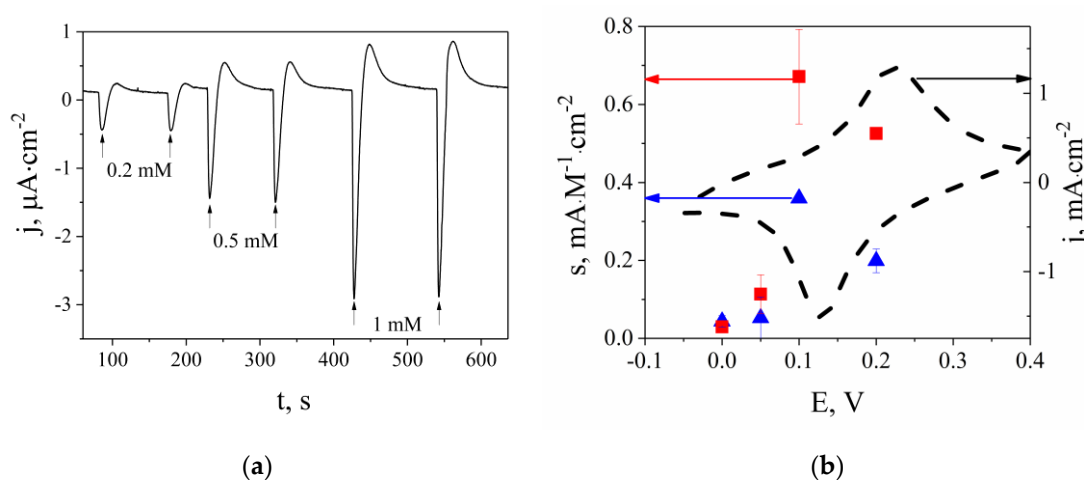 1
0
-1
-2
-3
j, μA·cm-2
0.2 mM
0.5 mM
1 mM
100 200 300 400 500 600
t, s
(a)
0.8
0.6
0.4
0.2
0.0
s, mA.M-1.cm-2
1
0
-1
j, mA.cm-2
-0.1 0.0 0.1 0.2 0.3 0.4
E, V
(b)